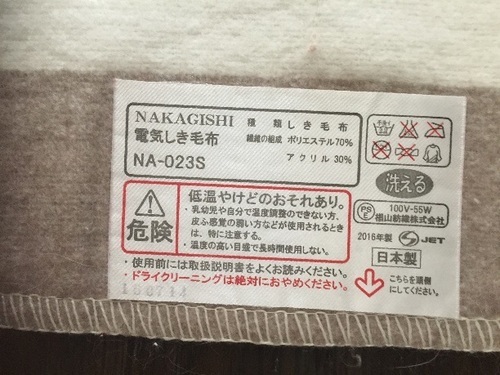 NAKAGISHI
電気しき毛布
NA-023S
種 類 しき毛布
繊維の組成 ポリエステル70%
アクリル 30%
手洗イ
洗える
危険
低温やけどのおそれあり。
・乳幼児や自分で温度調整のできない方、
皮ふ感覚の弱い方などが使用されるとき
は、特に注意する。
・温度の高い目盛で長時間使用しない。
PS
E
100V-55W
椙山紡織株式会社
2016年 S JET
日本製
・使用前には取扱説明書をよくお読みください。
・ドライクリーニングは絶対におやめください。
こちらを頭側
にしてください。